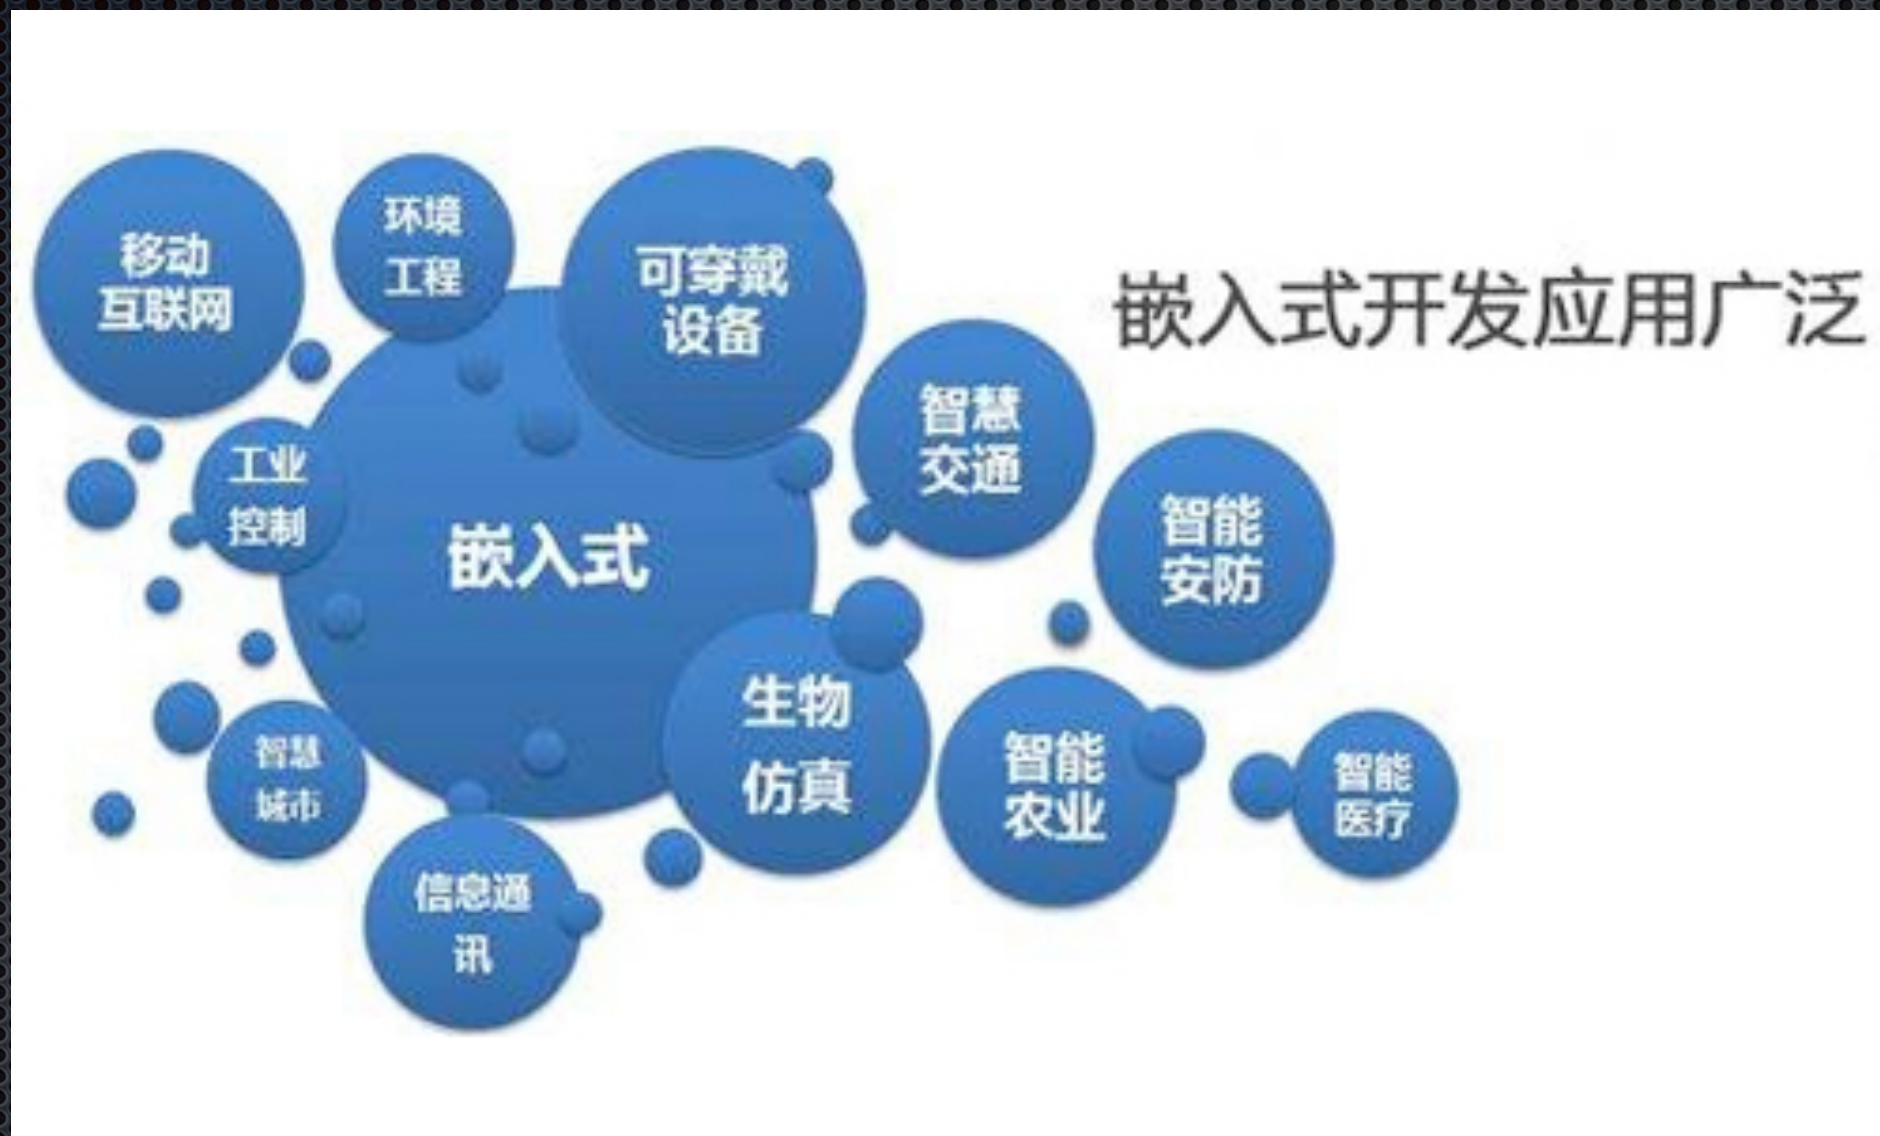 移动
互联网
环境
工程
可穿戴
设备
嵌入式开发应用广泛
智慧
交通
工业
控制
嵌入式
智能
安防
生物
仿真
智能
农业
智能
医疗
智慧
城市
信息通
讯